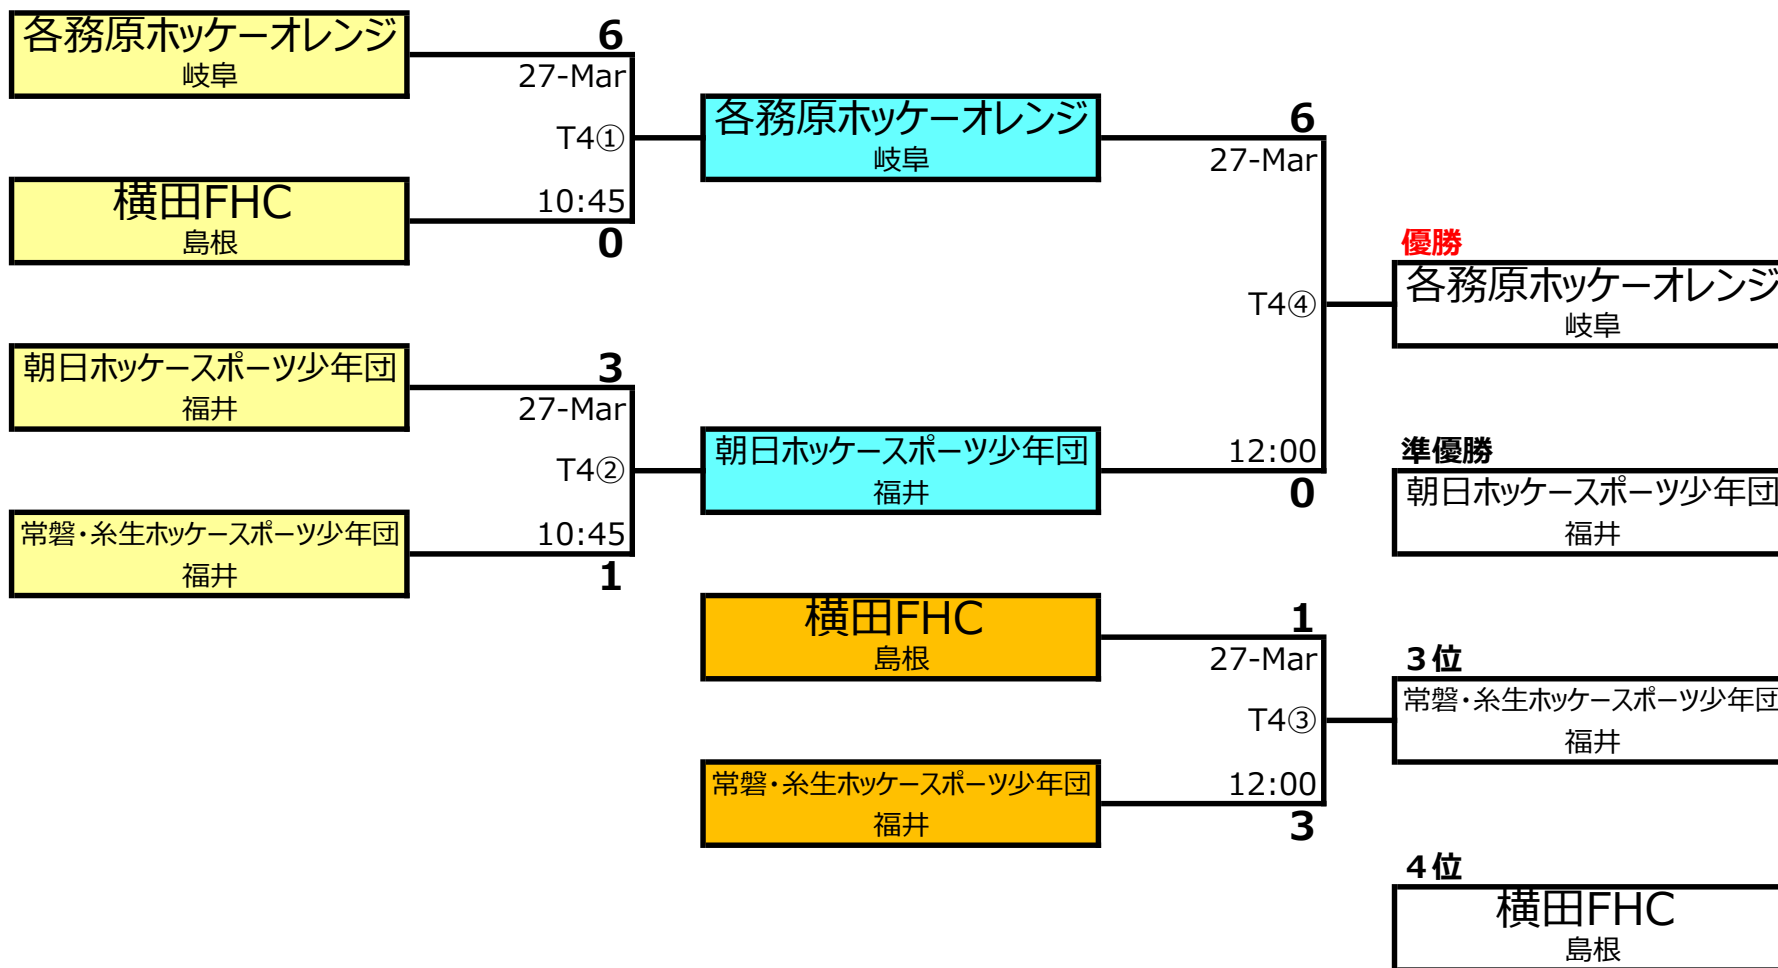 各務原ホッケーオレンジ
岐阜
6
27-Mar
T4①
横田FHC
島根
10:45
0
朝日ホッケースポーツ少年団
福井
3
27-Mar
T4②
常磐・糸生ホッケースポーツ少年団
福井
10:45
1
各務原ホッケーオレンジ
岐阜
6
27-Mar
T4④
朝日ホッケースポーツ少年団
福井
12:00
0
横田FHC
島根
1
27-Mar
T4③
常磐・糸生ホッケースポーツ少年団
福井
12:00
3
優勝
各務原ホッケーオレンジ
岐阜
準優勝
朝日ホッケースポーツ少年団
福井
3位
常磐・糸生ホッケースポーツ少年団
福井
4位
横田FHC
島根